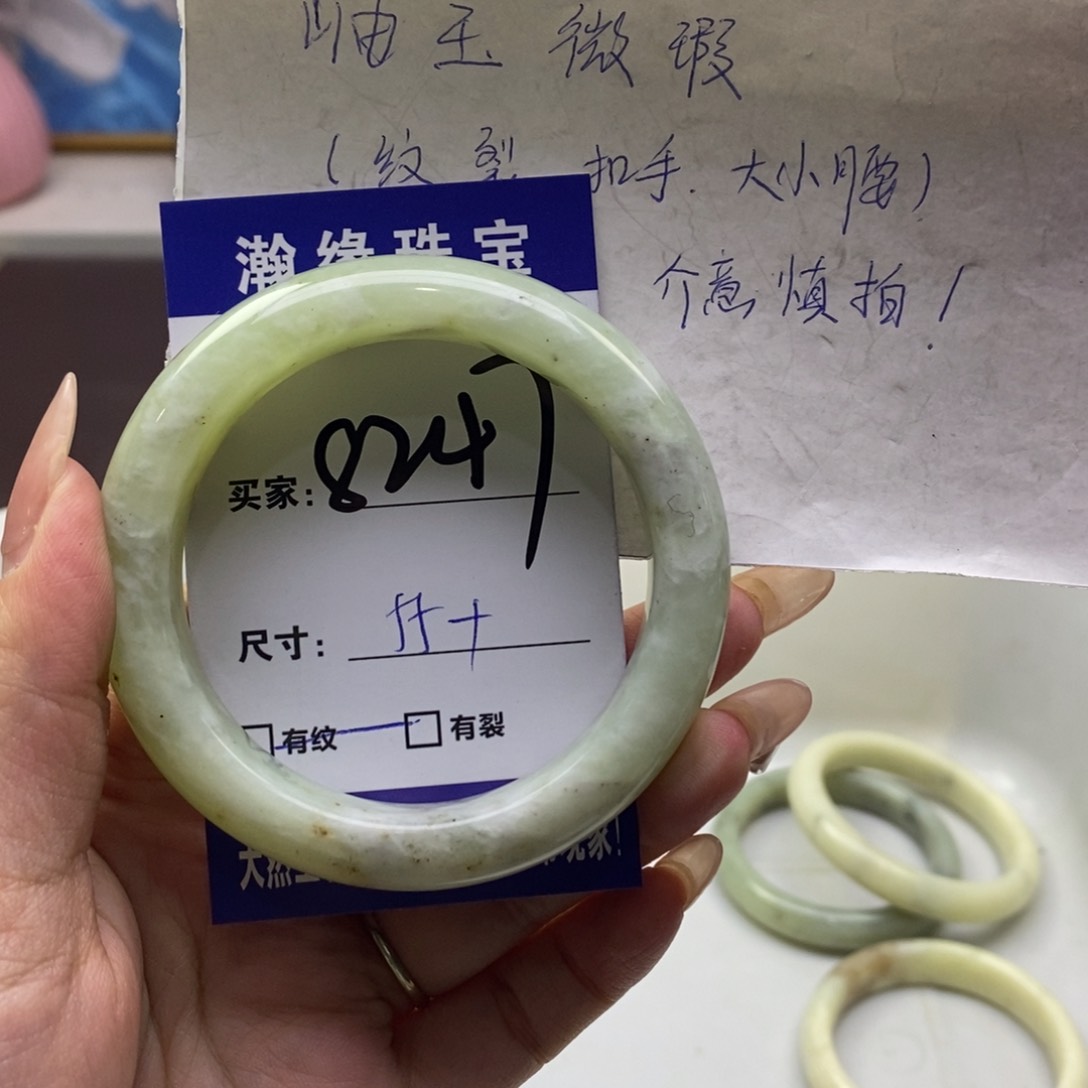 岫玉微瑕
(纹裂 扣手.大小腰)
介意慎拍!
瀚缘珠宝
买家:8247
尺寸:
有纹 有裂